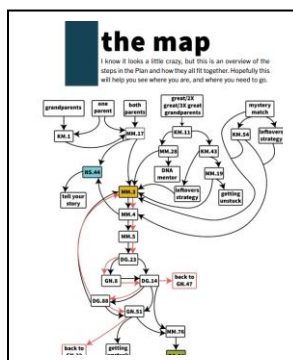 the map
I know it looks a little crazy, but this is an overview of the
steps in the Plan and how they all fit together. Hopefully this
will help you see where you are, and where you need to go.
grandparents
one
parent
both
parents
great/2X
great/3X great
grandparents
mystery
match
KM.1
MM.17
KM.11
KM.54
leftovers
strategy
MM.28
KM.43
NS.44
DNA
mentor
MM.19
tell your
story
MM.3
leftovers
strategy
getting
unstuck
MM.4
MM.5
DG.23
GN.8
DG.14
back to
GN.47
DG.88
GN.51
MM.76
back to
getting